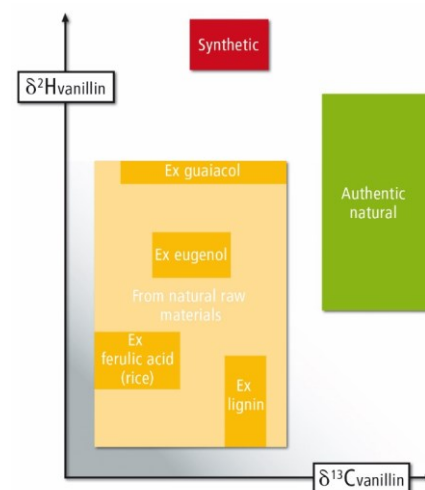 Synthetic
δ²Hvanillin
Ex guaiacol
Authentic
natural
Ex eugenol
From natural raw
materials
Ex
ferulic acid
(rice)
Ex
lignin
δ¹³Cvanillin